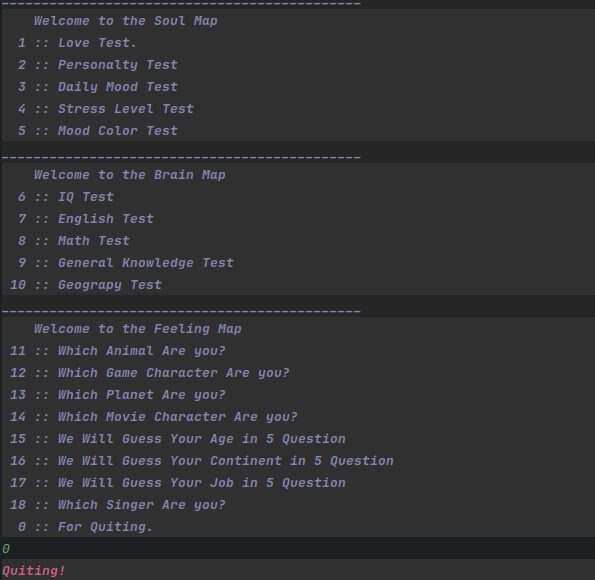 ---------------------------------------------
Welcome to the Soul Map
1 :: Love Test.
2 :: Personalty Test
3 :: Daily Mood Test
4 :: Stress Level Test
5 :: Mood Color Test
---------------------------------------------
Welcome to the Brain Map
6 :: IQ Test
7 :: English Test
8 :: Math Test
9 :: General Knowledge Test
10 :: Geograpy Test
---------------------------------------------
Welcome to the Feeling Map
11 :: Which Animal Are you?
12 :: Which Game Character Are you?
13 :: Which Planet Are you?
14 :: Which Movie Character Are you?
15 :: We Will Guess Your Age in 5 Question
16 :: We Will Guess Your Continent in 5 Question
17 :: We Will Guess Your Job in 5 Question
18 :: Which Singer Are you?
0 :: For Quiting.
0
Quiting!